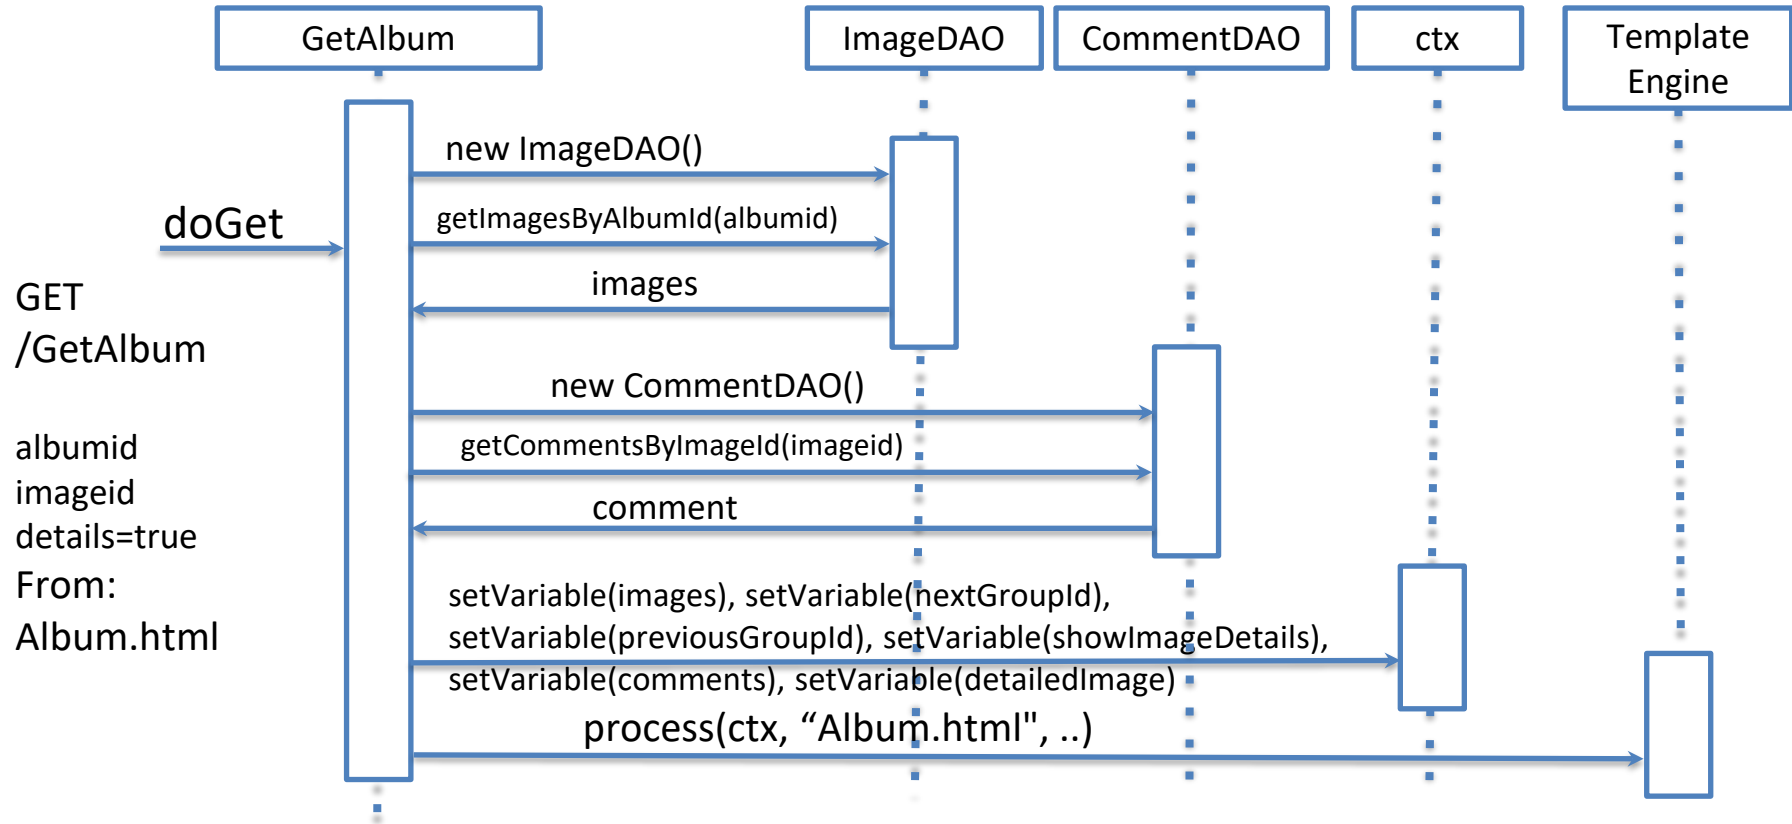 GetAlbum
ImageDAO
CommentDAO
ctx
Template
Engine
new ImageDAO()
doGet
getImagesByAlbumId(albumid)
images
GET
/GetAlbum
new CommentDAO()
albumid
getCommentsByImageId(imageid)
imageid
comment
details=true
From:
Album.html
setVariable(images), setVariable(nextGroupId),
setVariable(previousGroupId), setVariable(showImageDetails),
setVariable(comments), setVariable(detailedImage)
process(ctx, “Album.html", ..)